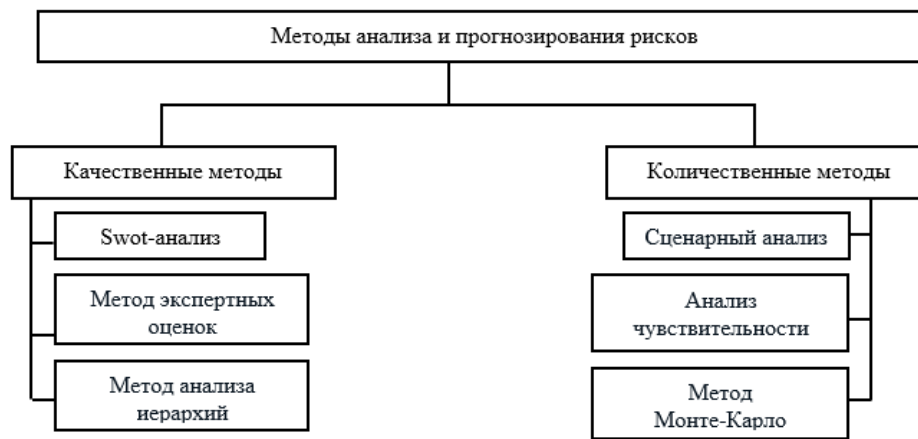 Методы анализа и прогнозирования рисков
Качественные методы
Swot-анализ
Метод экспертных
оценок
Метод анализа
иерархий
Количественные методы
Сценарный анализ
Анализ
чувствительности
Метод
Монте-Карло